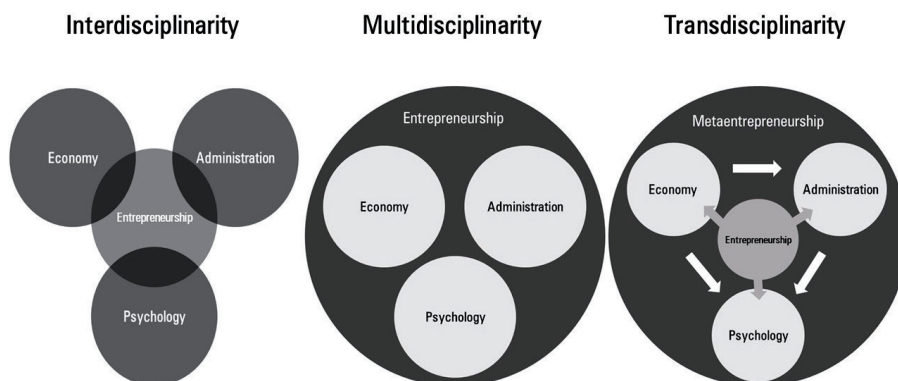 Interdisciplinarity
Multidisciplinarity
Transdisciplinarity
Economy
Administration
Entrepreneurship
Psychology
Entrepreneurship
Economy
Administration
Psychology
Metaentrepreneurship
Economy
Administration
Entrepreneurship
Psychology